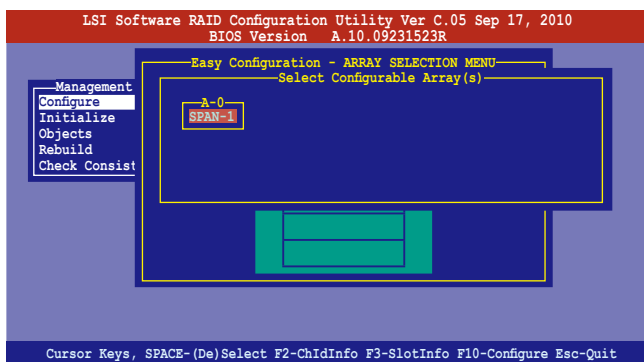 LSI Software RAID Configuration Utility Ver C.05 Sep 17, 2010
BIOS Version A.10.09231523R
Easy Configuration - ARRAY SELECTION MENU
Select Configurable Array(s)
Management
Configure
Initialize
Objects
Rebuild
Check Consist
A-0
SPAN-1
Cursor Keys, SPACE-(De)Select F2-ChIdInfo F3-SlotInfo F10-Configure Esc-Quit